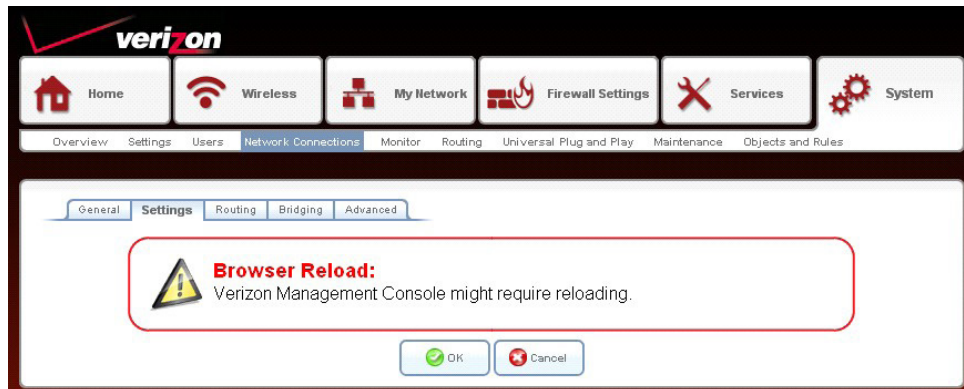 verizon
Home Wireless My Network Firewall Settings Services System
Overview Settings Users Network Connections Monitor Routing Universal Plug and Play Maintenance Objects and Rules
General Settings Routing Bridging Advanced
Browser Reload:
Verizon Management Console might require reloading.
OK Cancel